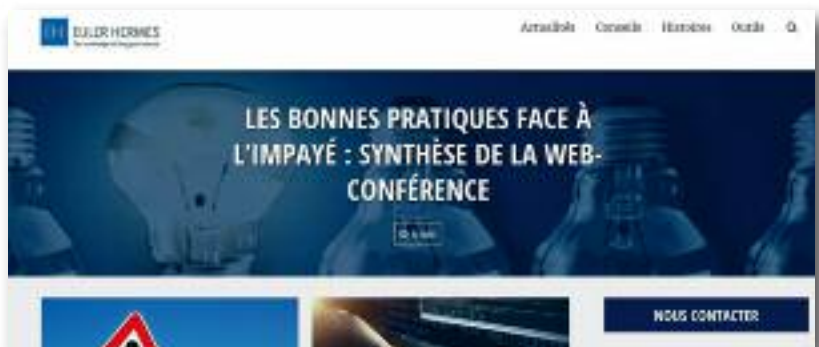 EULER HERMES
Actualités Conseils Histoires Outils
LES BONNES PRATIQUES FACE À
L'IMPAYÉ : SYNTHÈSE DE LA WEB-
CONFÉRENCE
NOUS CONTACTER